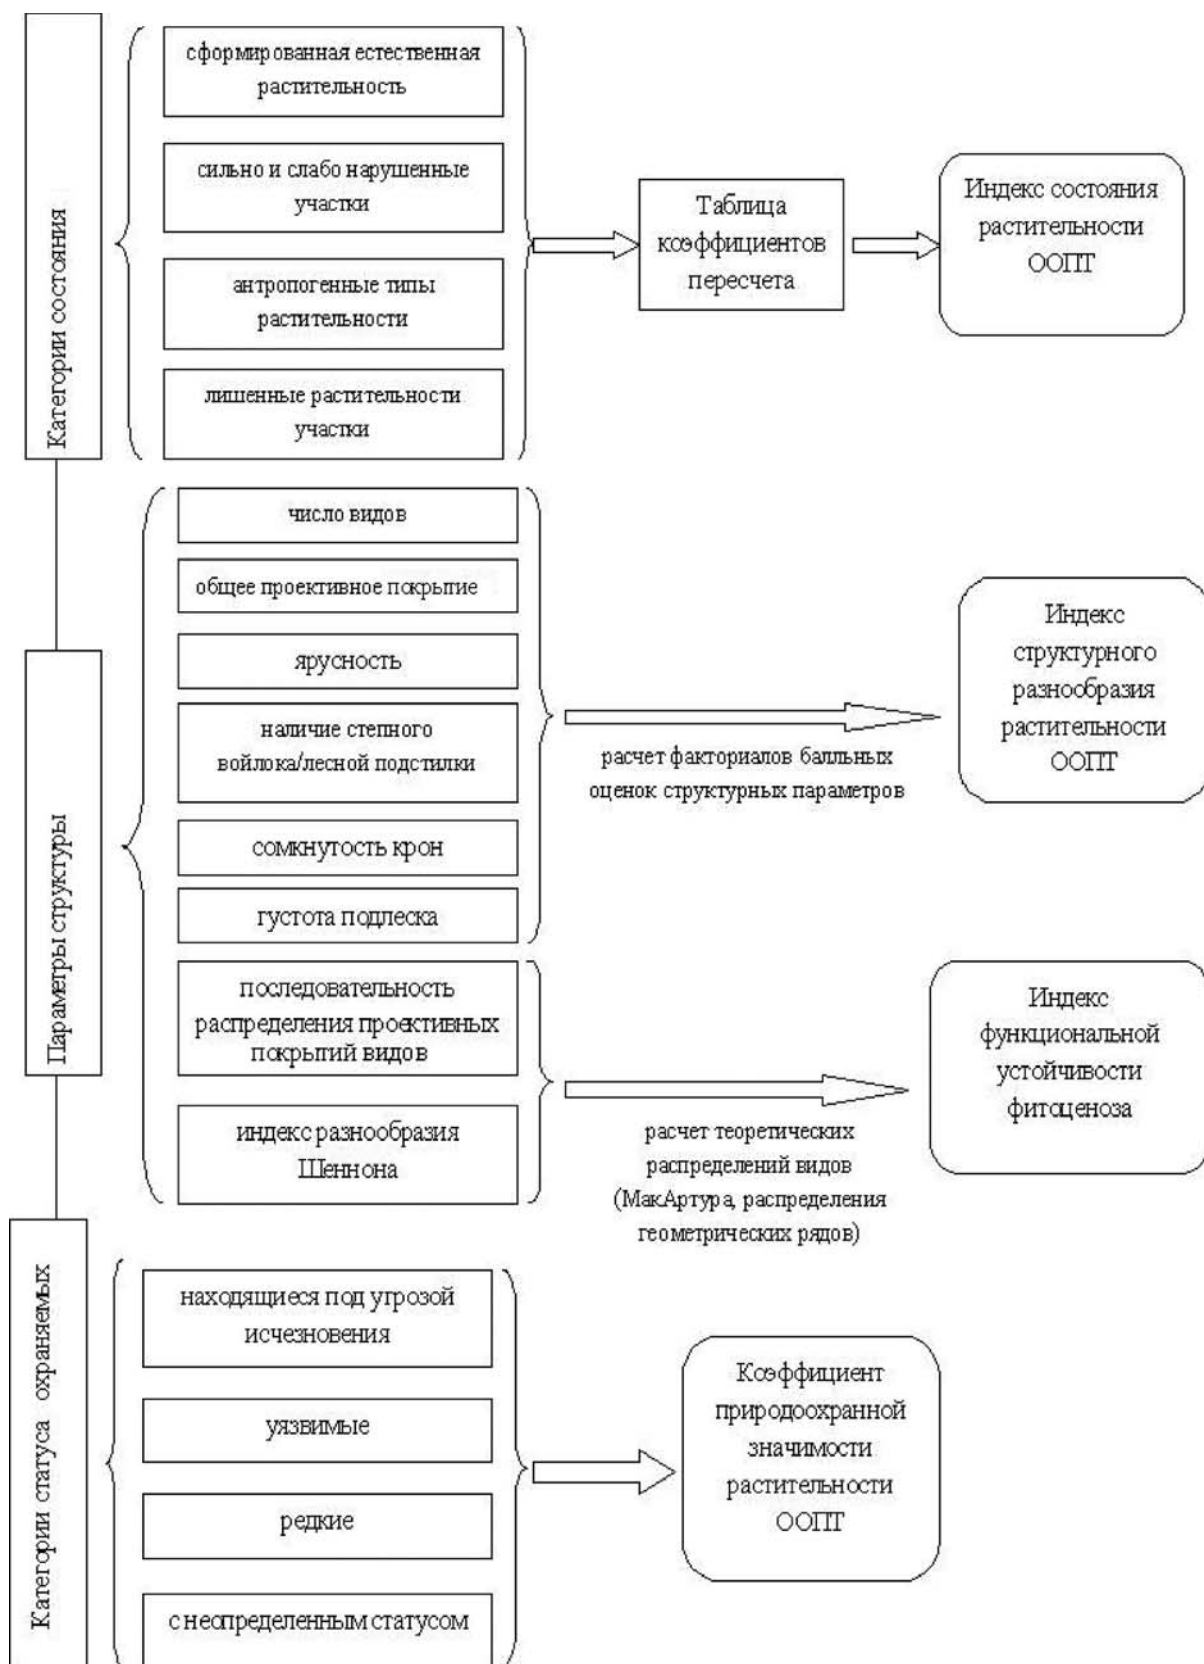 Категории состояния
сформированная естественная
растительность
сильно и слабо нарушенные
участки
антропогенные типы
растительности
лишенные растительности
участки
Таблица
коэффициентов
пересчета
Индекс состояния
растительности
ООПТ
Параметры структуры
число видов
общее проективное покрытие
ярусность
наличие степного
войлока/лесной подстилки
сомкнутость крон
густота подлеска
расчет факториалов балльных
оценок структурных параметров
Индекс
структурного
разнообразия
растительности
ООПТ
последовательность
распределения проективных
покрытий видов
индекс разнообразия
Шеннона
расчет теоретических
распределений видов
(МакАртура, распределения
геометрических рядов)
Индекс
функциональной
устойчивости
фитоценоза
Категории статуса охраняемых
находящиеся под угрозой
исчезновения
уязвимые
редкие
с неопределенным статусом
Коэффициент
природоохранной
значимости
растительности
ООПТ